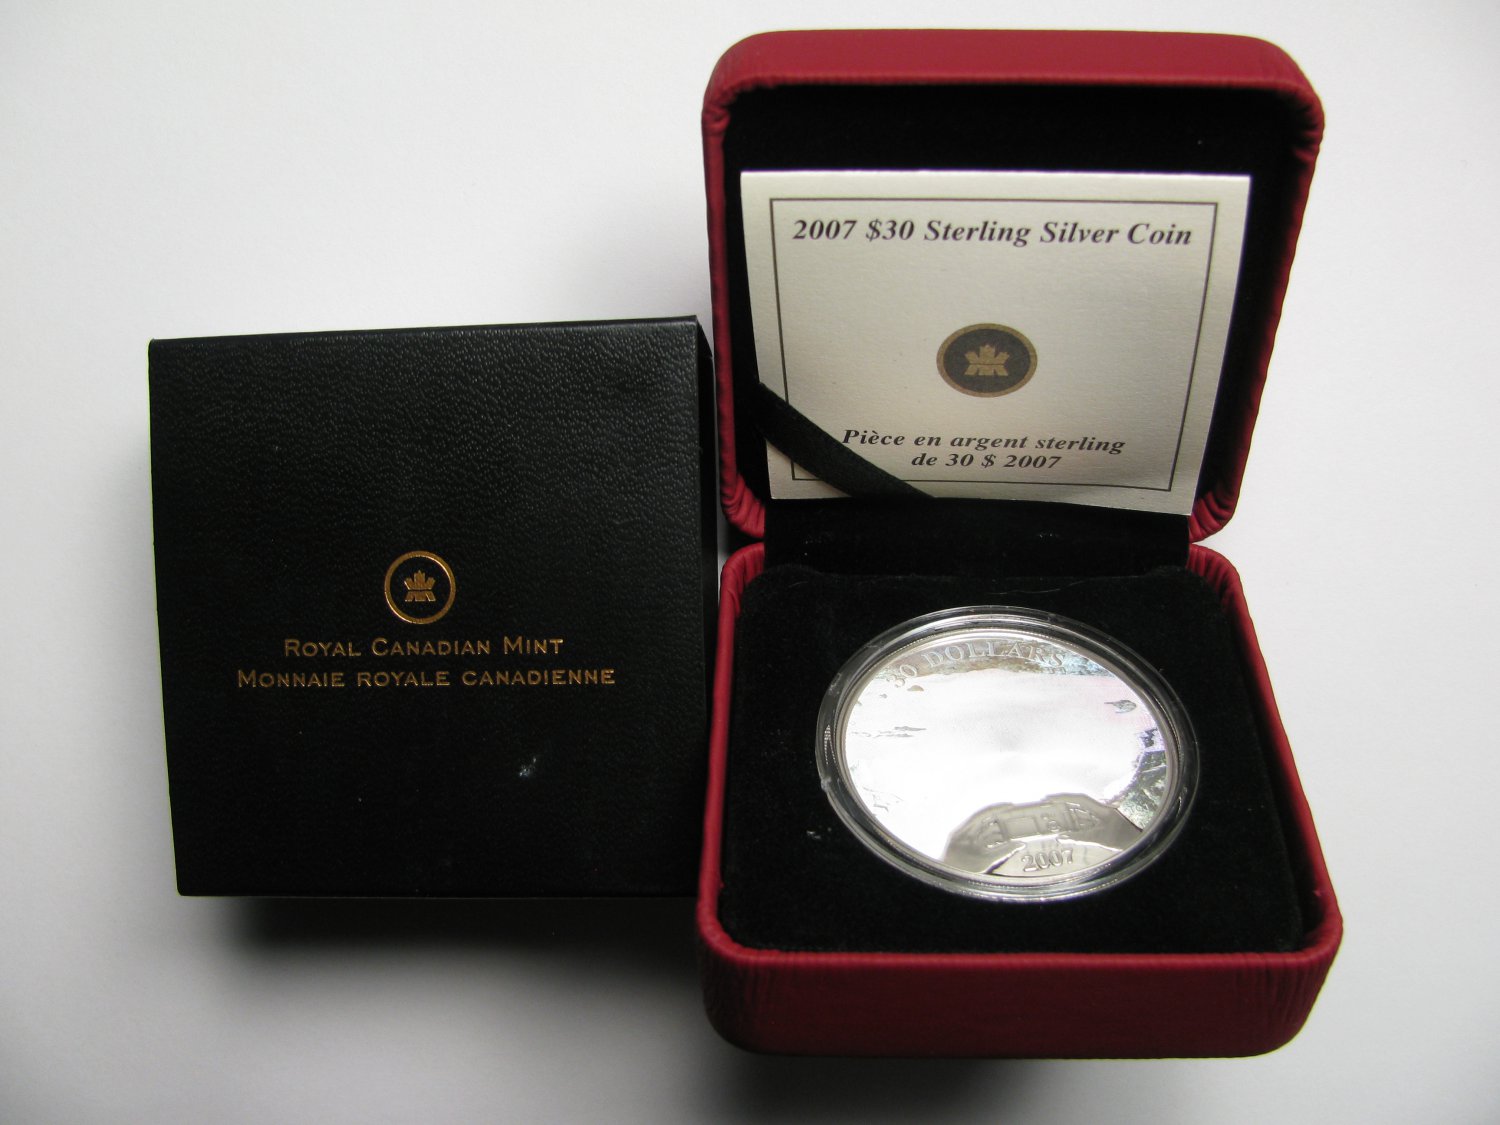 ROYAL CANADIAN MINT
MONNAIE ROYALE CANADIENNE
2007 $30 Sterling Silver Coin
Pièce en argent sterling
de 30 $ 2007
30 DOLLARS
2007